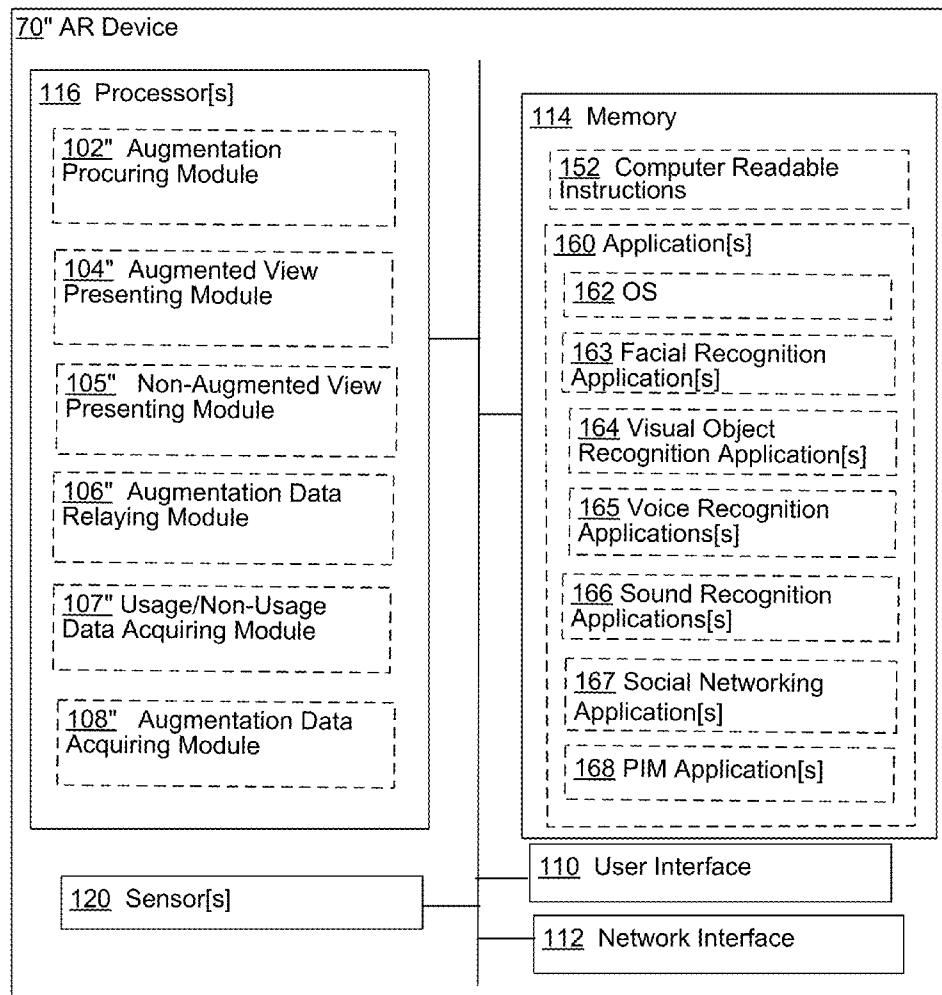 70" AR Device
116 Processor[s]
102" Augmentation
Procuring Module
104" Augmented View
Presenting Module
105" Non-Augmented View
Presenting Module
106" Augmentation Data
Relaying Module
107" Usage/Non-Usage
Data Acquiring Module
108" Augmentation Data
Acquiring Module
120 Sensor[s]
114 Memory
152 Computer Readable
Instructions
160 Application[s]
162 OS
163 Facial Recognition
Application[s]
164 Visual Object
Recognition Application[s]
165 Voice Recognition
Applications[s]
166 Sound Recognition
Applications[s]
167 Social Networking
Application[s]
168 PIM Application[s]
110 User Interface
112 Network Interface